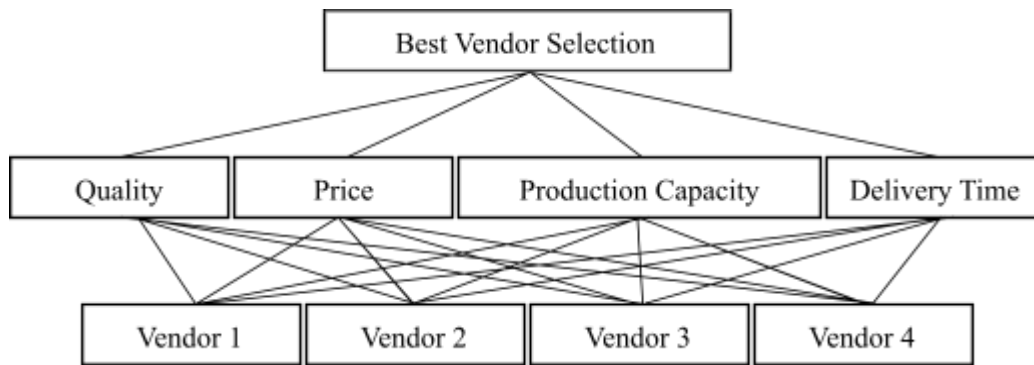 Best Vendor Selection
Quality
Price
Production Capacity
Delivery Time
Vendor 1
Vendor 2
Vendor 3
Vendor 4